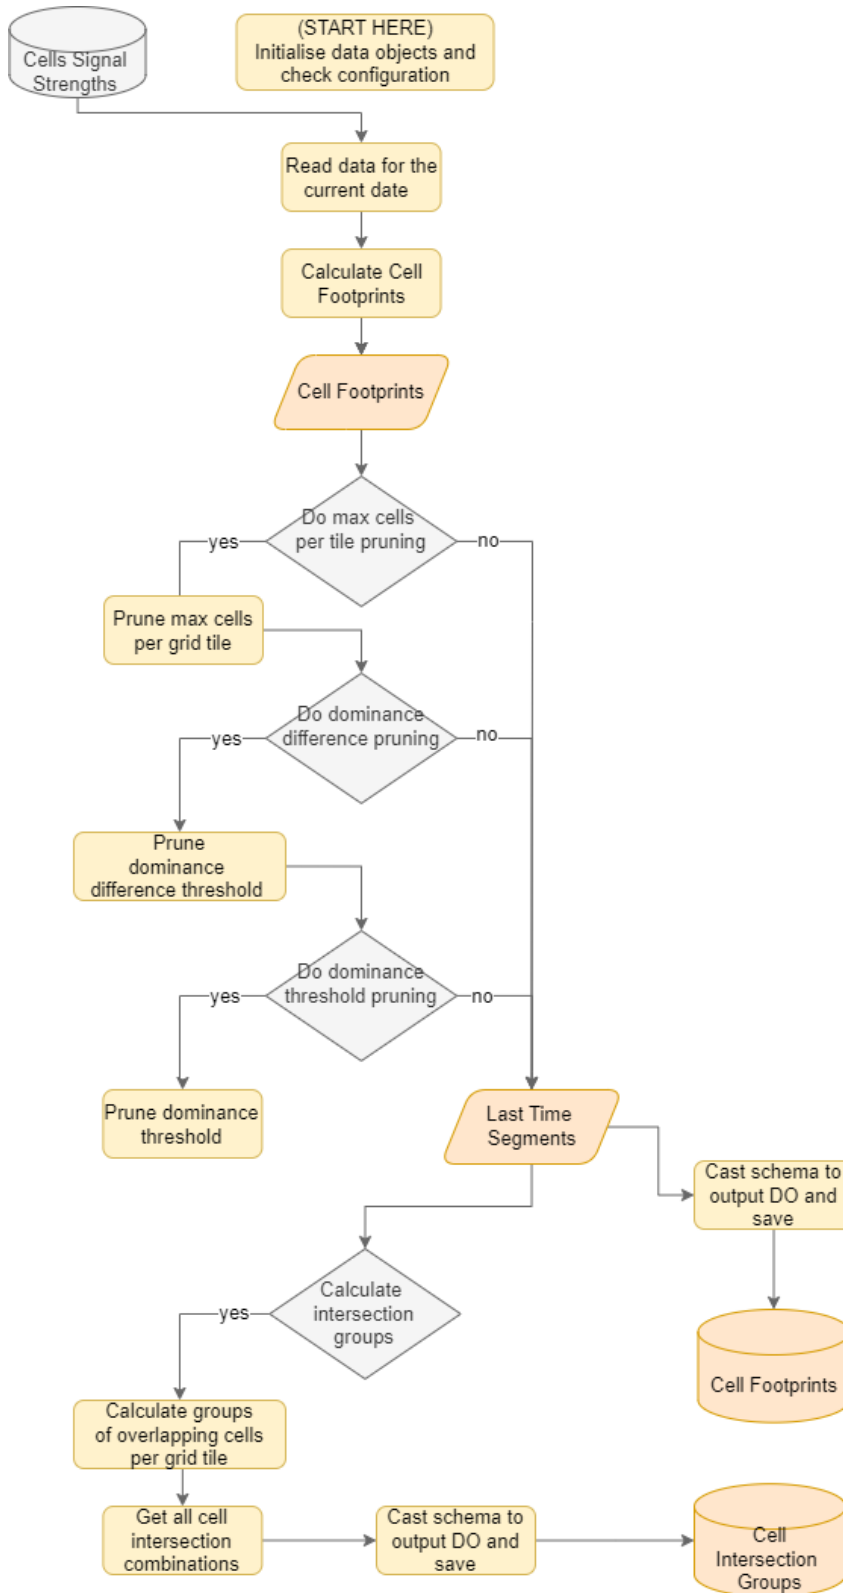 Cells Signal
Strengths
(START HERE)
Initialise data objects and
check configuration
Read data for the
current date
Calculate Cell
Footprints
Cell Footprints
Do max cells
per tile pruning
yes
no
Prune max cells
per grid tile
Do dominance
difference pruning
yes
no
Prune
dominance
difference threshold
Do dominance
threshold pruning
yes
no
Prune dominance
threshold
Last Time
Segments
Cast schema to
output DO and
save
Calculate
intersection
groups
yes
Cell Footprints
Calculate groups
of overlapping cells
per grid tile
Get all cell
intersection
combinations
Cast schema to
output DO and
save
Cell
Intersection
Groups